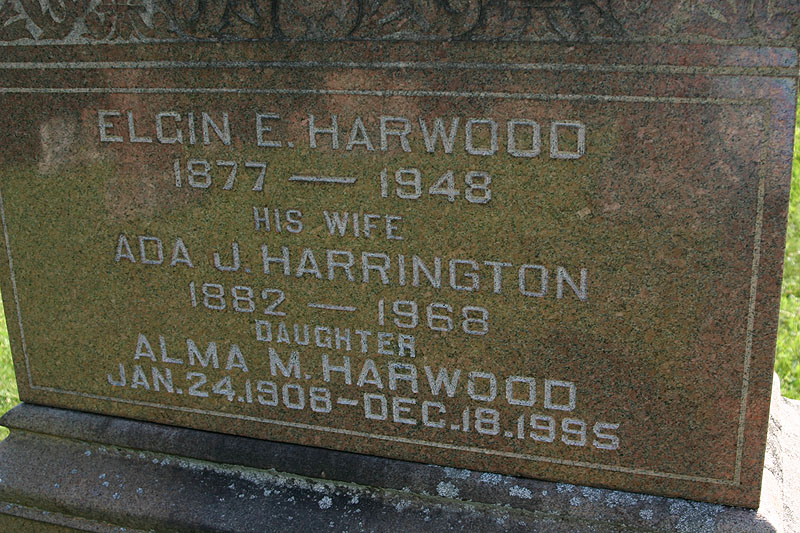 ELGIN E. HARWOOD
1877 — 1948
HIS WIFE
ADA J. HARRINGTON
1882 — 1968
DAUGHTER
ALMA M. HARWOOD
JAN. 24. 1908 - DEC. 18. 1995